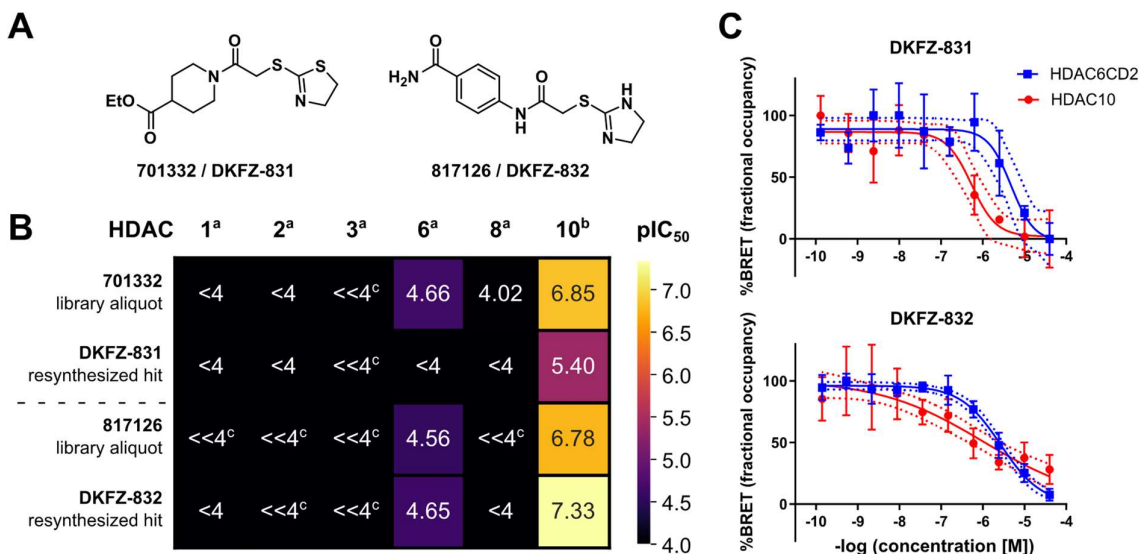 A
O
N
S
S
N
EtO
O
701332 / DKFZ-831
O
H₂N
N
H
O
S
H
N
N
817126 / DKFZ-832
B
HDAC 1ᵃ 2ᵃ 3ᵃ 6ᵃ 8ᵃ 10ᵇ pIC₅₀
701332
library aliquot
<4 <4 <<4ᶜ 4.66 4.02 6.85
DKFZ-831
resynthesized hit
<4 <4 <<4ᶜ <4 <4 5.40
817126
library aliquot
<<4ᶜ <<4ᶜ <<4ᶜ 4.56 <<4ᶜ 6.78
DKFZ-832
resynthesized hit
<4 <<4ᶜ <<4ᶜ 4.65 <4 7.33
7.0
6.5
6.0
5.5
5.0
4.5
4.0
C
DKFZ-831
HDAC6CD2
HDAC10
%BRET (fractional occupancy)
100
50
0
-10 -9 -8 -7 -6 -5 -4
DKFZ-832
%BRET (fractional occupancy)
100
50
0
-10 -9 -8 -7 -6 -5 -4
-log (concentration [M])